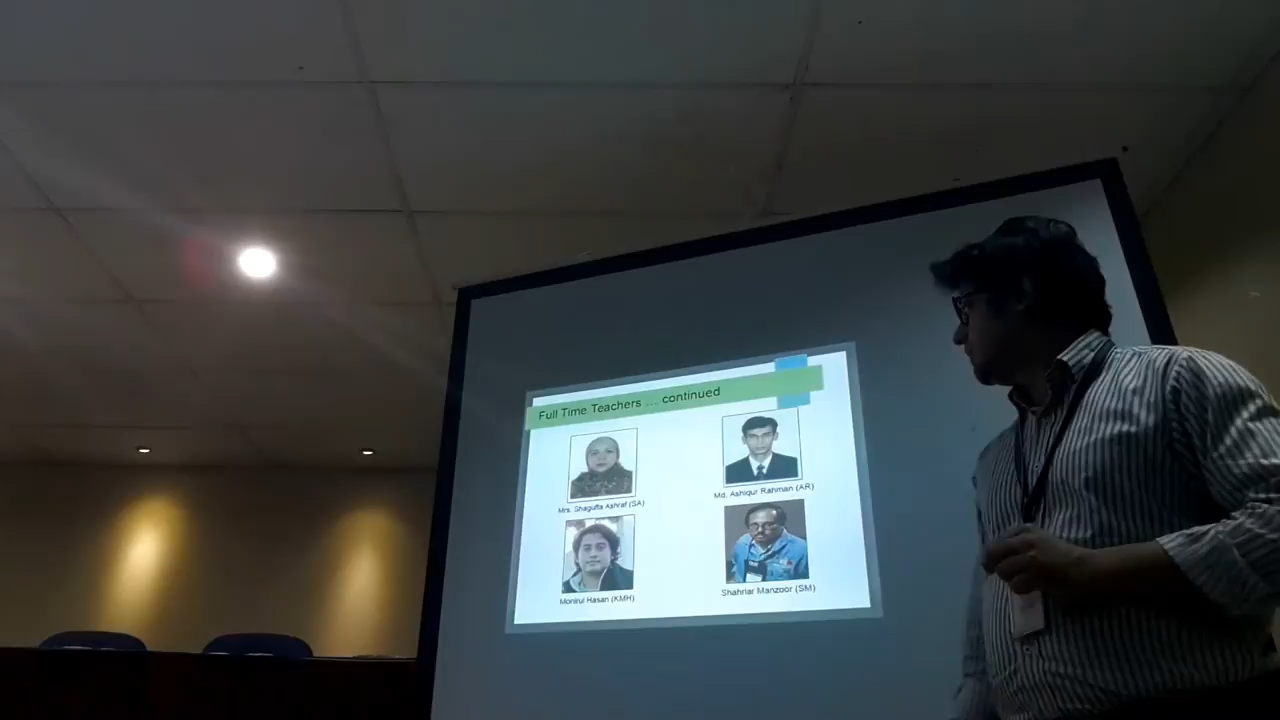 Full Time Teachers ... continued
Mrs. Shagufta Ashraf (SA)
Md. Ashiqur Rahman (AR)
Monirul Hasan (KMH)
Shahriar Manzoor (SM)